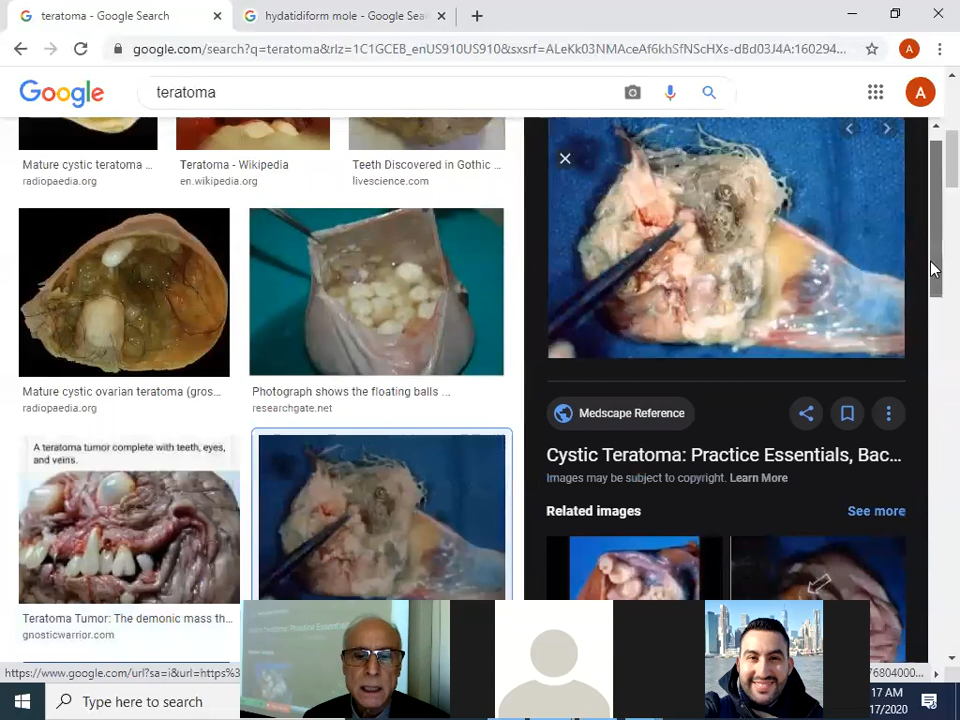 teratoma - Google Search
hydatidiform mole - Google Sea
google.com/search?q=teratoma&rlz=1C1GCEB_enUS910US910&sxsrf=ALeKk03NMAceAf6khSfNScHXs-dBd03J4A:160294...
A
Google
teratoma
A
Mature cystic teratoma ...
radiopaedia.org
Teratoma - Wikipedia
en.wikipedia.org
Teeth Discovered in Gothic ...
livescience.com
Mature cystic ovarian teratoma (gros...
radiopaedia.org
Photograph shows the floating balls ...
researchgate.net
A teratoma tumor complete with teeth, eyes,
and veins.
Teratoma Tumor: The demonic mass th...
gnosticwarrior.com
Medscape Reference
Cystic Teratoma: Practice Essentials, Bac...
Images may be subject to copyright. Learn More
Related images
See more
https://www.google.com/url?sa=i&url=https%3
76804000...
Type here to search
17 AM
17/2020